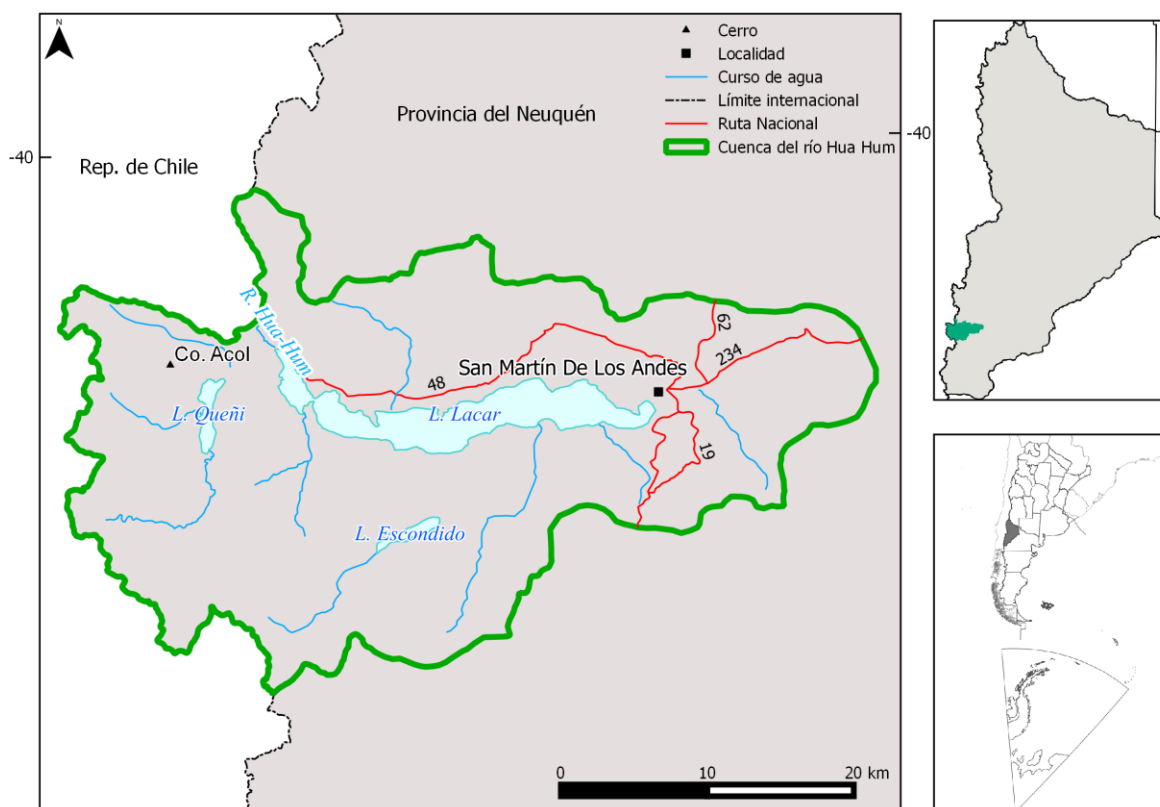 N
Cerro
Localidad
Curso de agua
Límite internacional
Ruta Nacional
Cuenca del río Hua Hum
Provincia del Neuquén
-40
-40
Rep. de Chile
R. Hua-Hum
Co. Acol
62
234
San Martín De Los Andes
48
L. Queñi
L. Lacar
19
L. Escondido
0 10 20 km